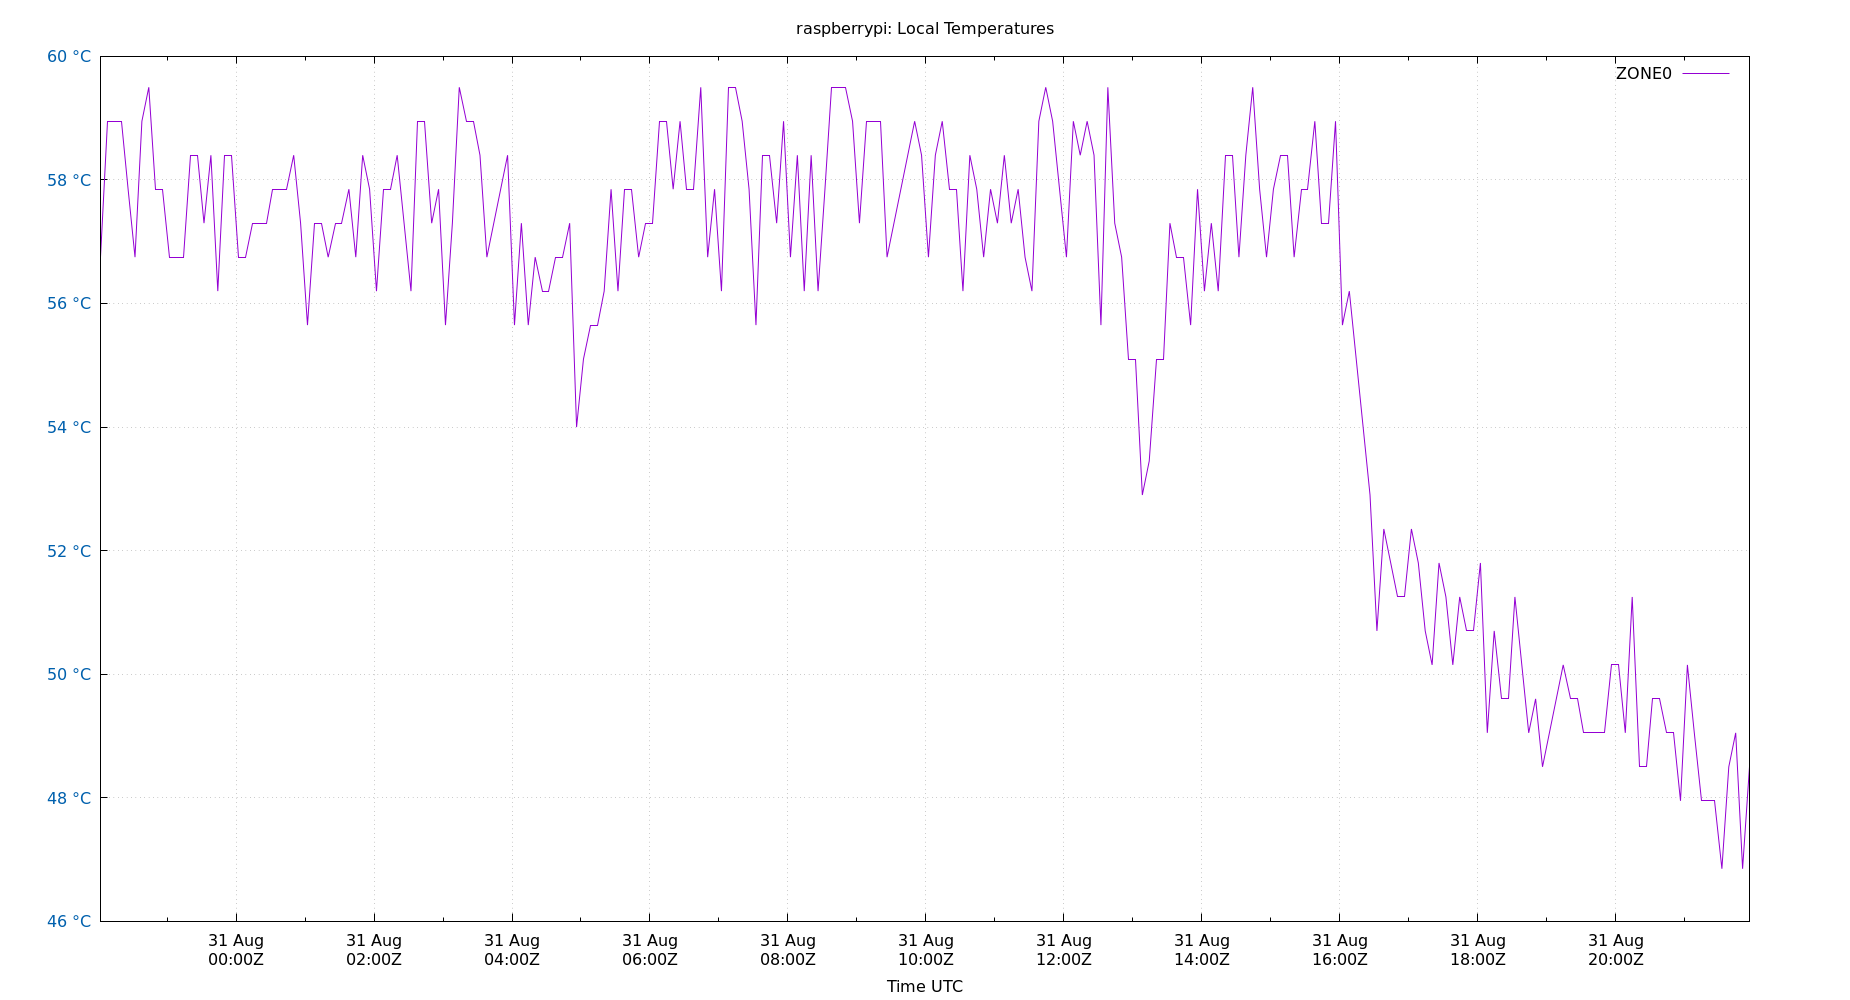 raspberrypi: Local Temperatures
60 °C
ZONE0
58 °C
56 °C
54 °C
52 °C
50 °C
48 °C
46 °C
31 Aug 31 Aug 31 Aug 31 Aug 31 Aug 31 Aug 31 Aug 31 Aug 31 Aug 31 Aug 31 Aug
00:00Z 02:00Z 04:00Z 06:00Z 08:00Z 10:00Z 12:00Z 14:00Z 16:00Z 18:00Z 20:00Z
Time UTC